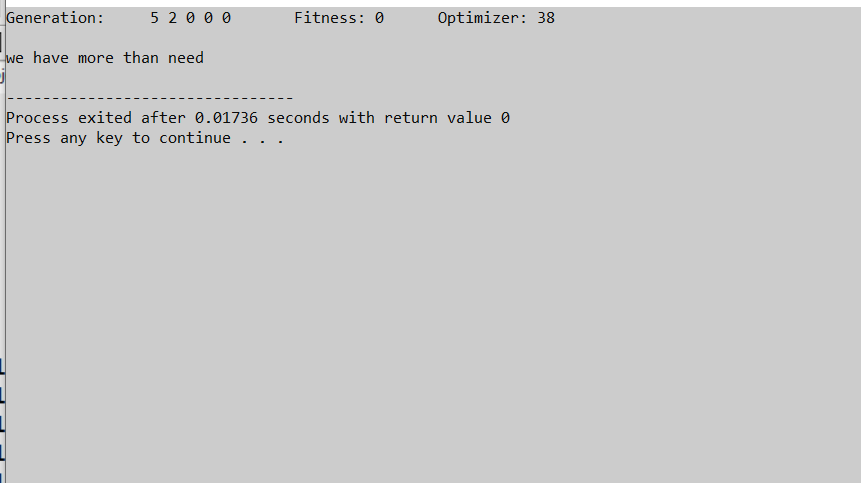 Generation:     5 2 0 0 0       Fitness: 0      Optimizer: 38
we have more than need
--------------------------------
Process exited after 0.01736 seconds with return value 0
Press any key to continue . . .